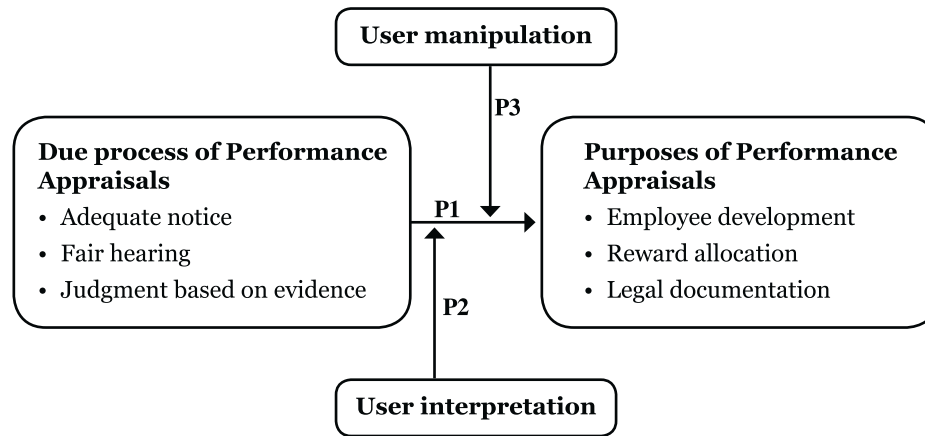 User manipulation
P3
Due process of Performance
Appraisals
• Adequate notice
• Fair hearing
• Judgment based on evidence
P1
Purposes of Performance
Appraisals
• Employee development
• Reward allocation
• Legal documentation
P2
User interpretation